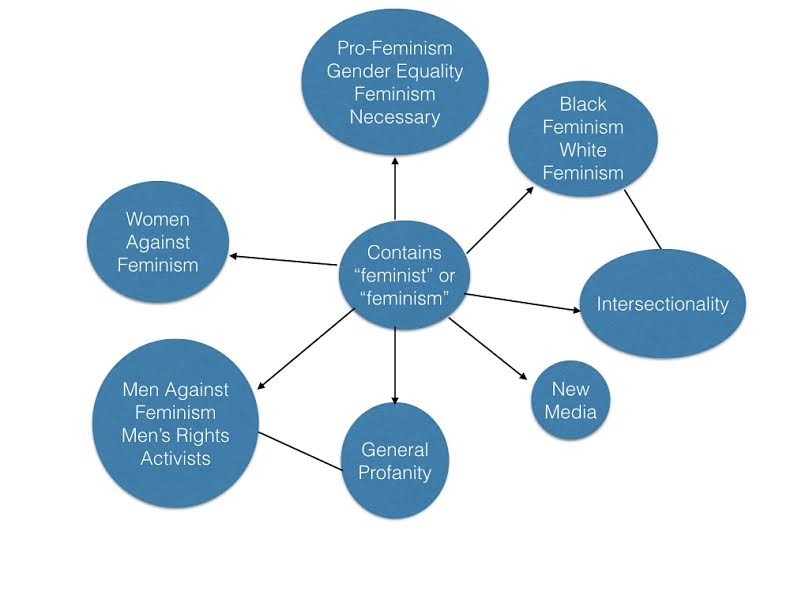 Pro-Feminism
Gender Equality
Feminism
Necessary
Black
Feminism
White
Feminism
Women
Against
Feminism
Contains
“feminist” or
“feminism”
Intersectionality
Men Against
Feminism
Men’s Rights
Activists
General
Profanity
New
Media